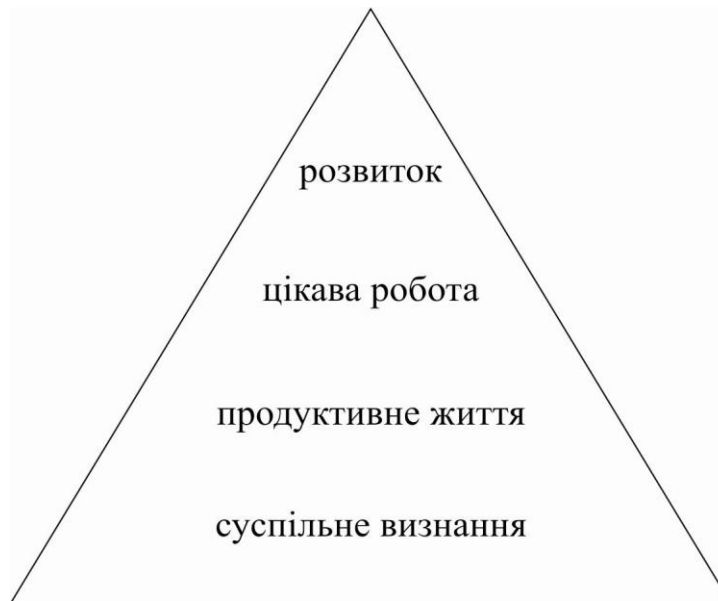 розвиток
цікава робота
продуктивне життя
суспільне визнання